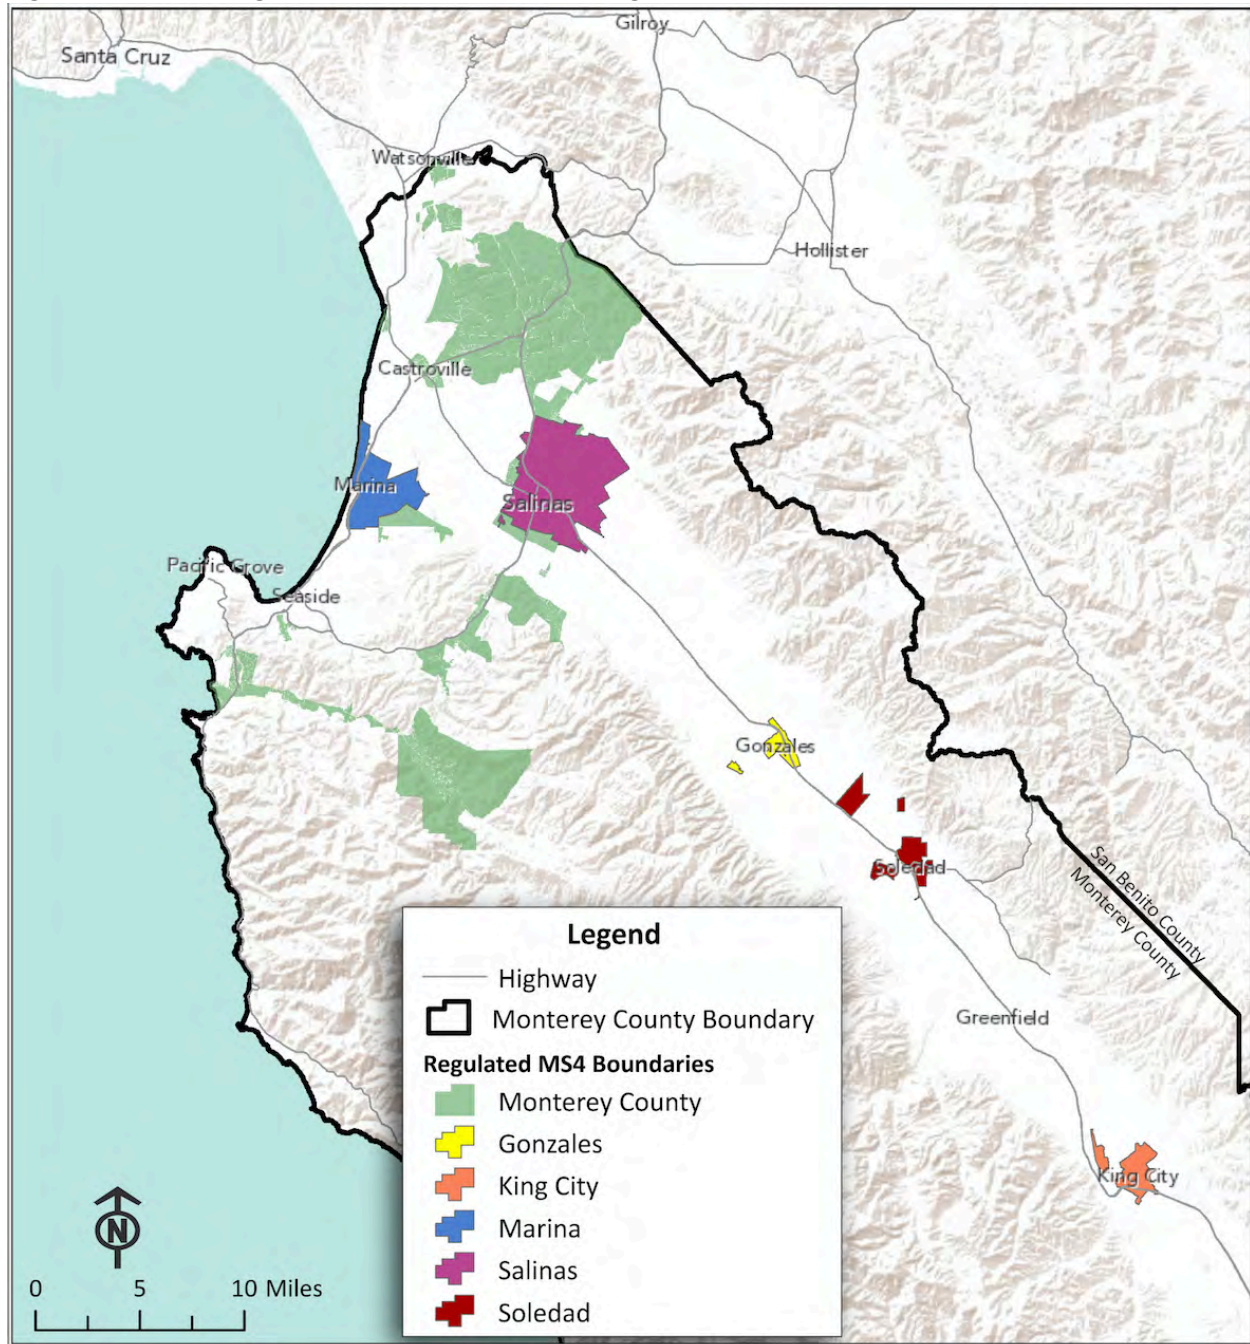 Gilroy
Santa Cruz
Watsonville
Hollister
Castroville
Marina
Salinas
Pacific Grove
Seaside
Gonzales
Soledad
San Benito County
Monterey County
Greenfield
King City
Legend
Highway
Monterey County Boundary
Regulated MS4 Boundaries
Monterey County
Gonzales
King City
Marina
Salinas
Soledad
N
0 5 10 Miles